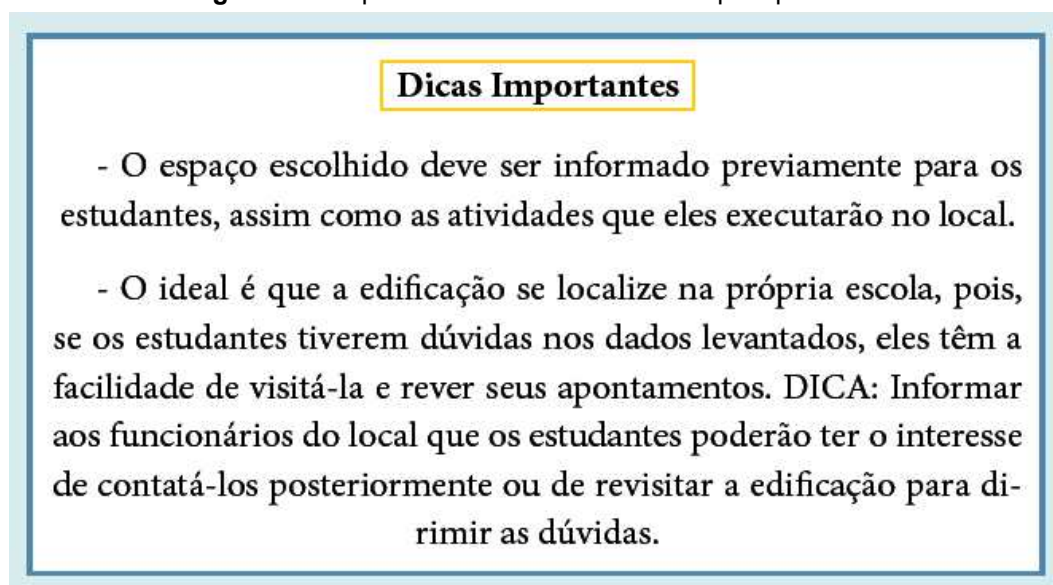 Dicas Importantes
- O espaço escolhido deve ser informado previamente para os
estudantes, assim como as atividades que eles executarão no local.
- O ideal é que a edificação se localize na própria escola, pois,
se os estudantes tiverem dúvidas nos dados levantados, eles têm a
facilidade de visitá-la e rever seus apontamentos. DICA: Informar
aos funcionários do local que os estudantes poderão ter o interesse
de contatá-los posteriormente ou de revisitar a edificação para di-
rimir as dúvidas.